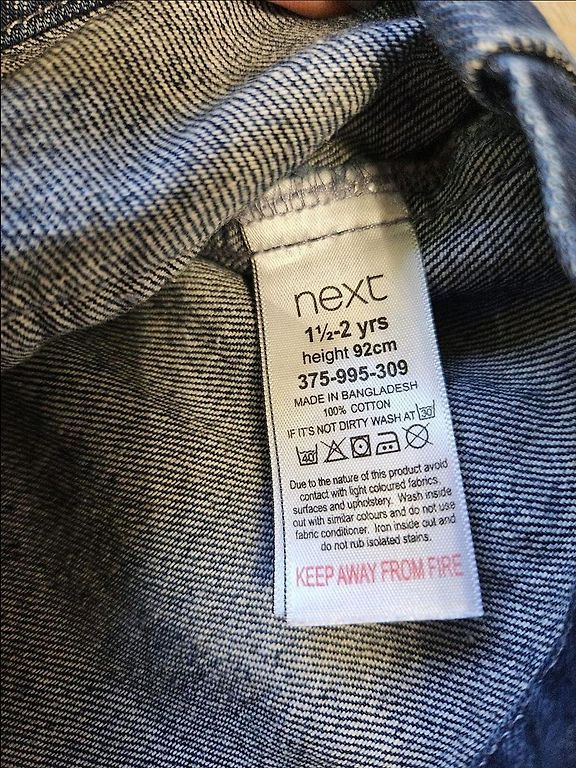 next
1½-2 yrs
height 92cm
375-995-309
MADE IN BANGLADESH
100% COTTON
IF IT'S NOT DIRTY WASH AT 30
40
Due to the nature of this product avoid
contact with light coloured fabrics,
surfaces and upholstery. Wash inside
out with similar colours and do not use
fabric conditioner. Iron inside out and
do not rub isolated stains.
KEEP AWAY FROM FIRE